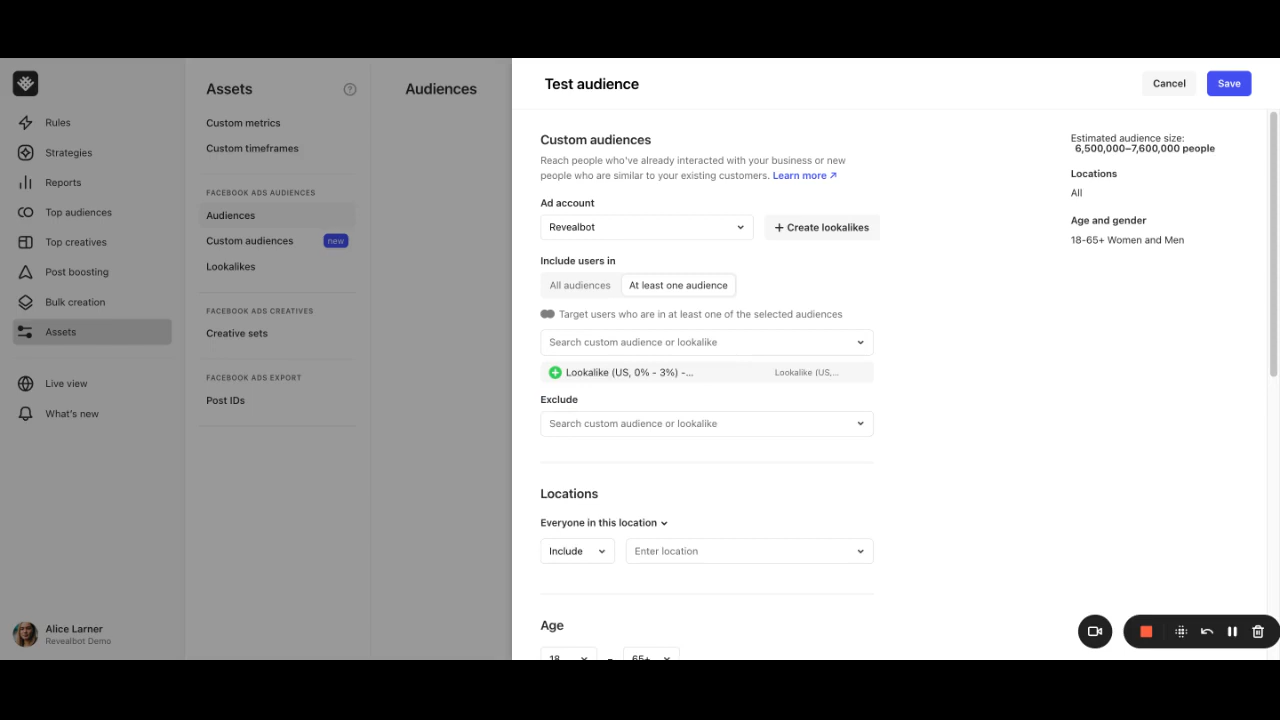 Rules
Strategies
Reports
Top audiences
Top creatives
Post boosting
Bulk creation
Assets
Live view
What's new
Alice Larner
Revealbot Demo
Assets
Custom metrics
Custom timeframes
FACEBOOK ADS AUDIENCES
Audiences
Custom audiences new
Lookalikes
FACEBOOK ADS CREATIVES
Creative sets
FACEBOOK ADS EXPORT
Post IDs
Audiences
Test audience
Cancel
Save
Custom audiences
Reach people who've already interacted with your business or new
people who are similar to your existing customers. Learn more ↗
Ad account
Revealbot
+ Create lookalikes
Include users in
All audiences
At least one audience
Target users who are in at least one of the selected audiences
Search custom audience or lookalike
Lookalike (US, 0% - 3%) -... Lookalike (US,...
Exclude
Search custom audience or lookalike
Locations
Everyone in this location
Include
Enter location
Age
18 – 65+
Estimated audience size:
6,500,000–7,600,000 people
Locations
All
Age and gender
18-65+ Women and Men